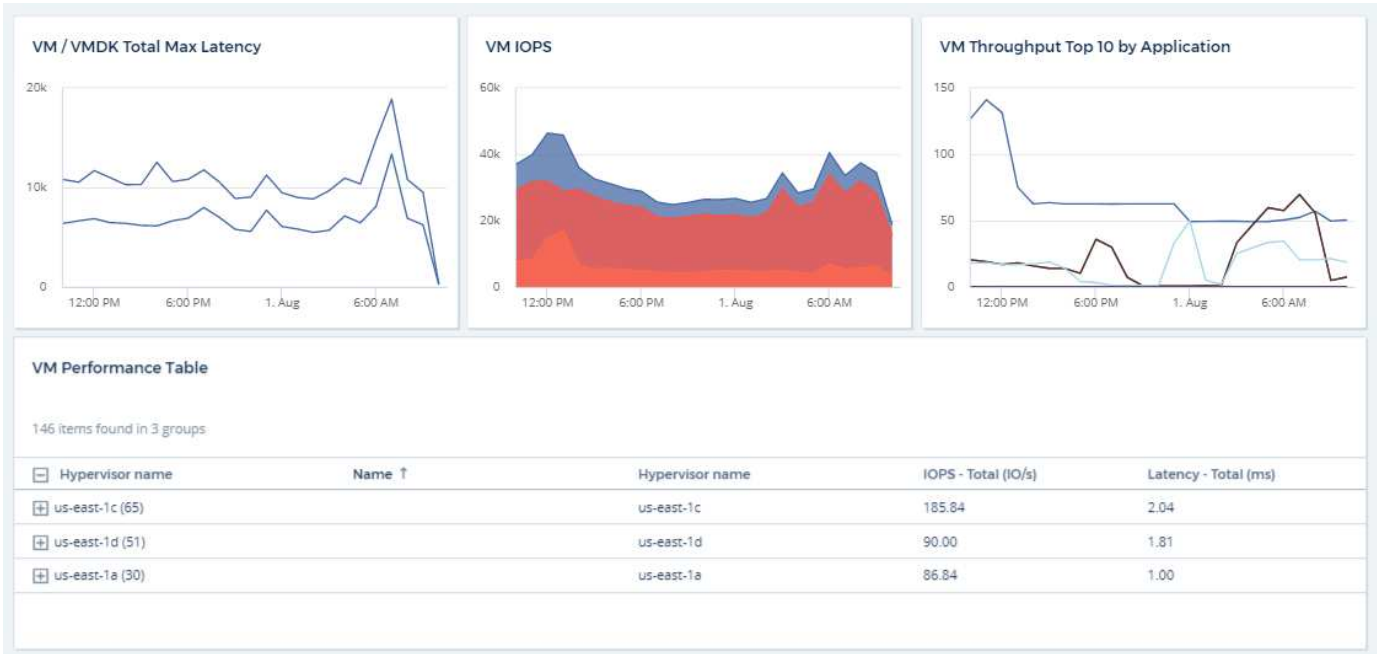 VM / VMDK Total Max Latency
20k
10k
0
12:00 PM 6:00 PM 1. Aug 6:00 AM
VM IOPS
60k
40k
20k
0
12:00 PM 6:00 PM 1. Aug 6:00 AM
VM Throughput Top 10 by Application
150
100
50
0
12:00 PM 6:00 PM 1. Aug 6:00 AM
VM Performance Table
146 items found in 3 groups
Hypervisor name Name ↑ Hypervisor name IOPS - Total (IO/s) Latency - Total (ms)
us-east-1c (65) us-east-1c 185.84 2.04
us-east-1d (51) us-east-1d 90.00 1.81
us-east-1a (30) us-east-1a 86.84 1.00